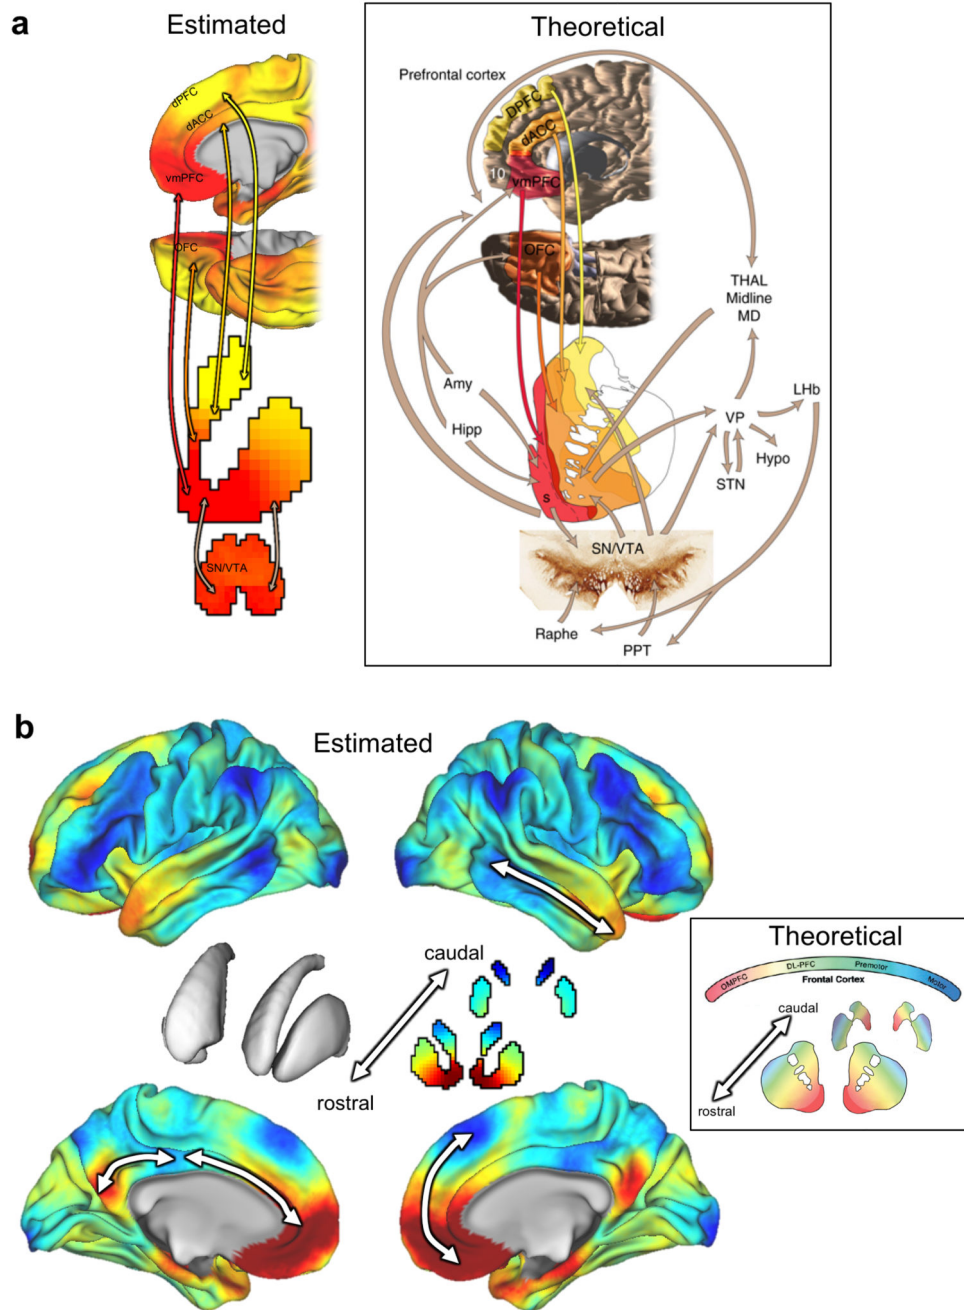 a
Estimated
Theoretical
dPFC
dACC
vmPFC
OFC
SN/VTA
Prefrontal cortex
DPFC
dACC
10
vmPFC
OFC
THAL
Midline
MD
Amy
Hipp
LHb
VP
Hypo
STN
S
SN/VTA
Raphe
PPT
b
Estimated
caudal
rostral
Theoretical
OMPFC
DL-PFC
Premotor
Motor
Frontal Cortex
caudal
rostral